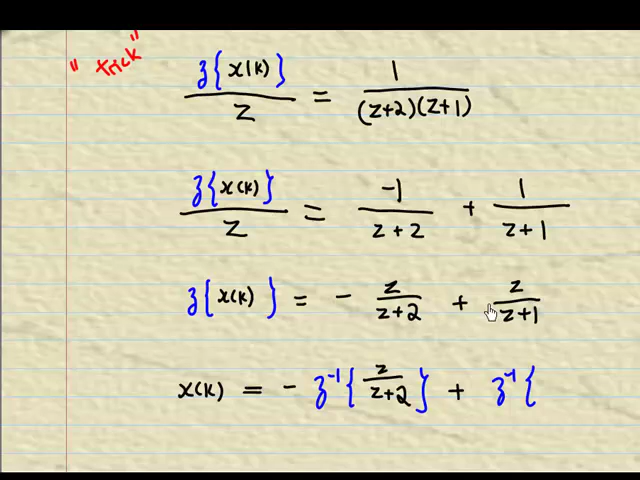 "trick"
𝓏{x(k)} / z = 1 / (z+2)(z+1)
𝓏{x(k)} / z = -1 / z+2 + 1 / z+1
𝓏{x(k)} = - z / z+2 + z / z+1
x(k) = - 𝓏⁻¹{z / z+2} + 𝓏⁻¹{